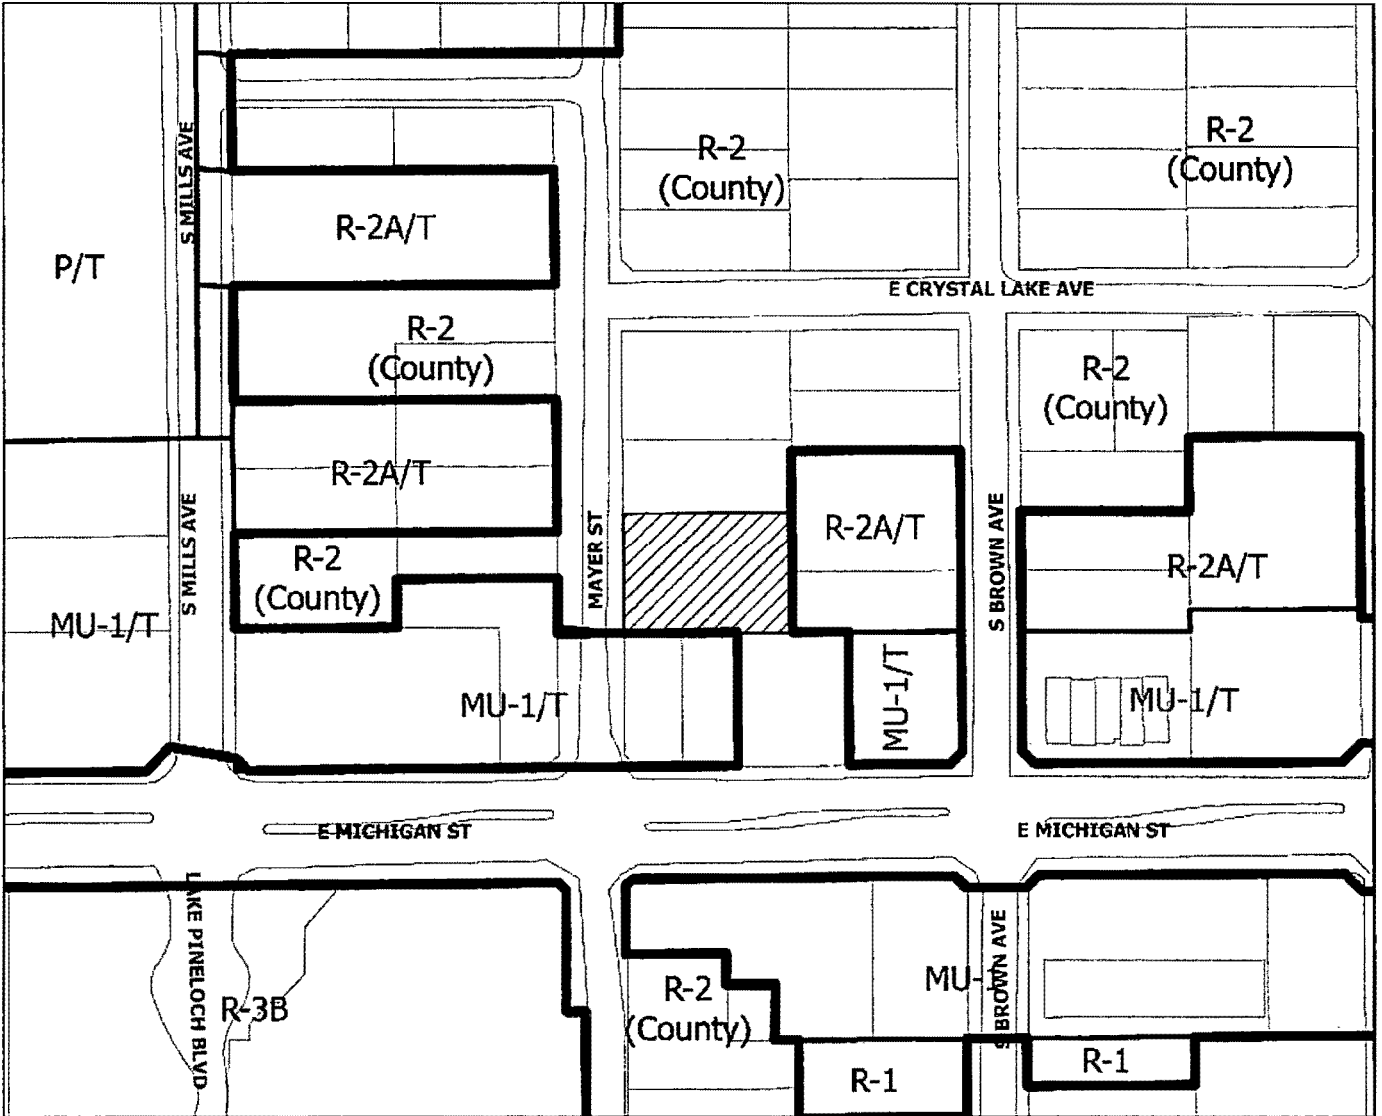 S MILLS AVE
R-2
(County)
R-2
(County)
R-2A/T
P/T
E CRYSTAL LAKE AVE
R-2
(County)
R-2
(County)
R-2A/T
S MILLS AVE
MAYER ST
R-2A/T
S BROWN AVE
R-2A/T
R-2
(County)
MU-1/T
MU-1/T
MU-1/T
MU-1/T
E MICHIGAN ST
E MICHIGAN ST
LAKE PINELOCH BLVD
R-3B
R-2
(County)
MU-1
S BROWN AVE
R-1
R-1